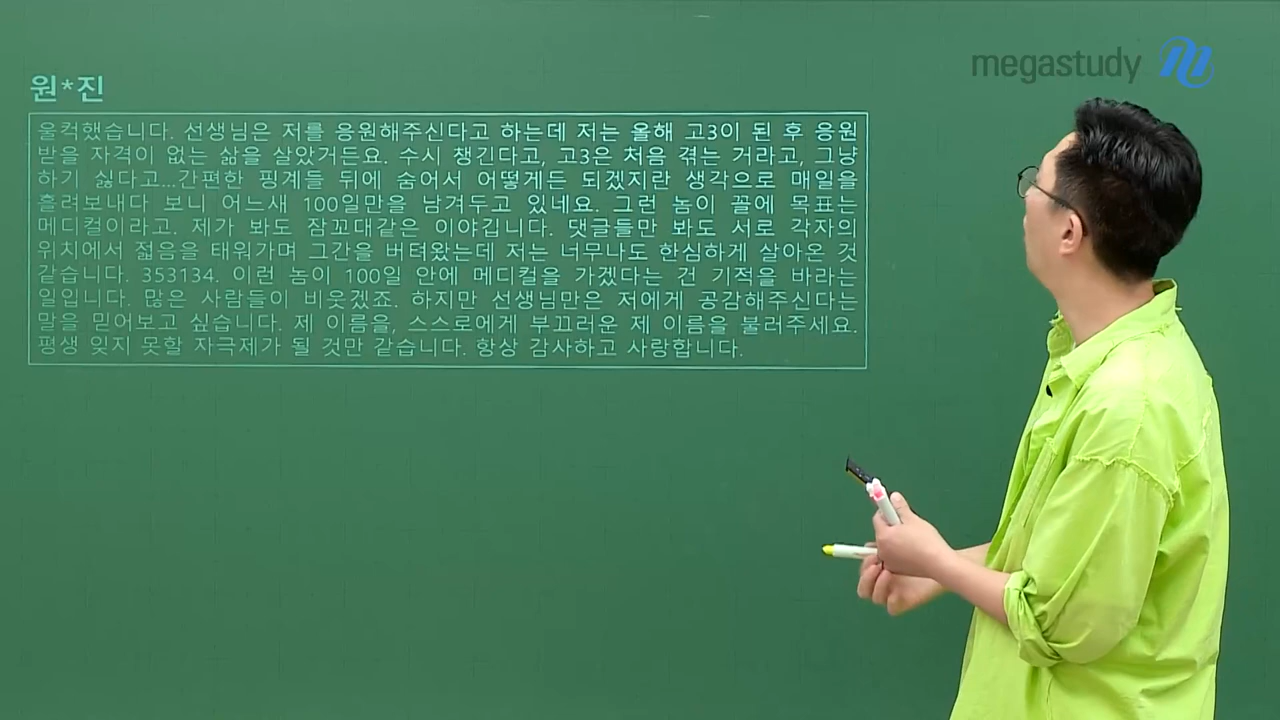 megastudy
원*진
울컥했습니다. 선생님은 저를 응원해주신다고 하는데 저는 올해 고3이 된 후 응원
받을 자격이 없는 삶을 살았거든요. 수시 챙긴다고, 고3은 처음 겪는 거라고, 그냥
하기 싫다고...간편한 핑계들 뒤에 숨어서 어떻게든 되겠지란 생각으로 매일을
흘려보내다 보니 어느새 100일만을 남겨두고 있네요. 그런 놈이 꼴에 목표는
메디컬이라고. 제가 봐도 잠꼬대같은 이야깁니다. 댓글들만 봐도 서로 각자의
위치에서 젊음을 태워가며 그간을 버텨왔는데 저는 너무나도 한심하게 살아온 것
같습니다. 353134. 이런 놈이 100일 안에 메디컬을 가겠다는 건 기적을 바라는
일입니다. 많은 사람들이 비웃겠죠. 하지만 선생님만은 저에게 공감해주신다는
말을 믿어보고 싶습니다. 제 이름을, 스스로에게 부끄러운 제 이름을 불러주세요.
평생 잊지 못할 자극제가 될 것만 같습니다. 항상 감사하고 사랑합니다.